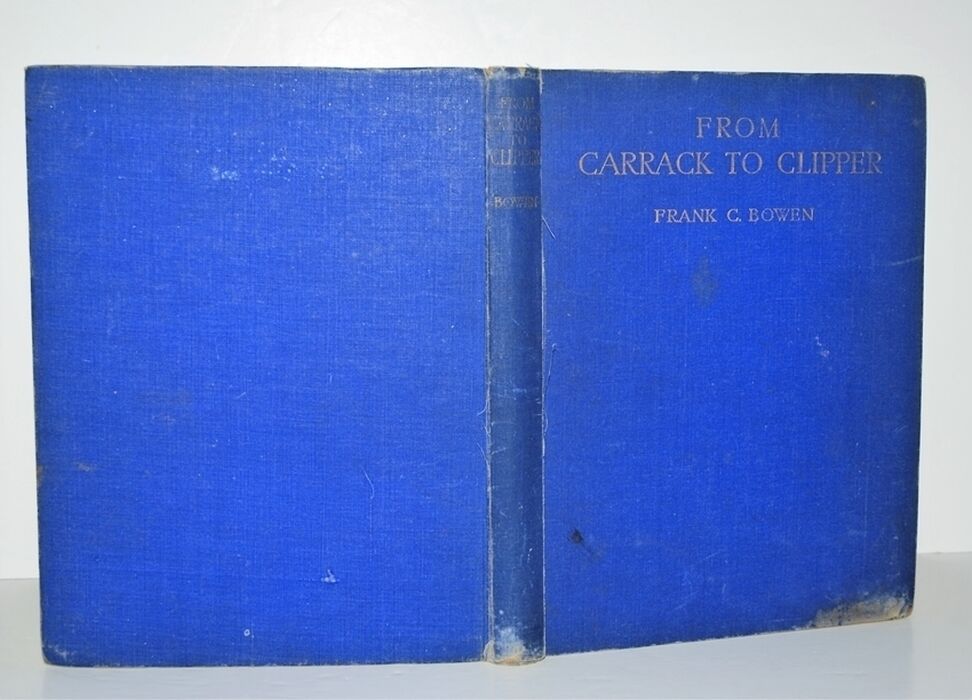 FROM
CARRACK
TO
CLIPPER
BOWEN
FROM
CARRACK TO CLIPPER
FRANK C. BOWEN